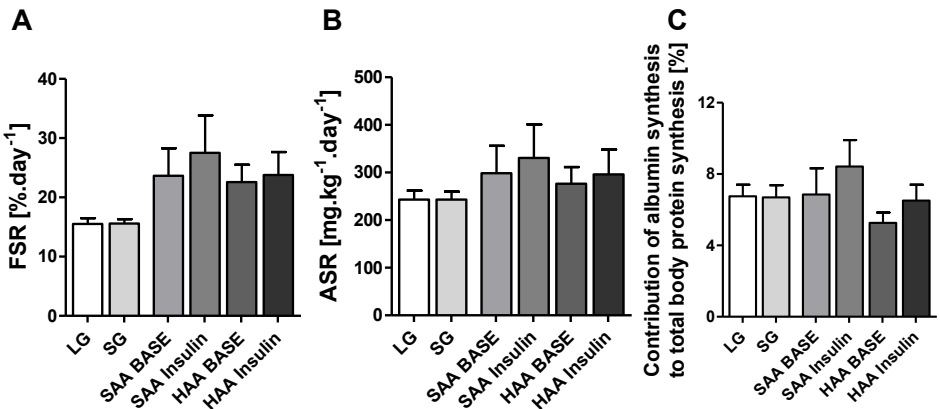 A
FSR [%.day-1]
40
30
20
10
0
LG
SG
SAA BASE
SAA Insulin
HAA BASE
HAA Insulin
B
ASR [mg.kg-1.day-1]
500
400
300
200
100
0
LG
SG
SAA BASE
SAA Insulin
HAA BASE
HAA Insulin
C
Contribution of albumin synthesis
to total body protein synthesis [%]
12
8
4
0
LG
SG
SAA BASE
SAA Insulin
HAA BASE
HAA Insulin